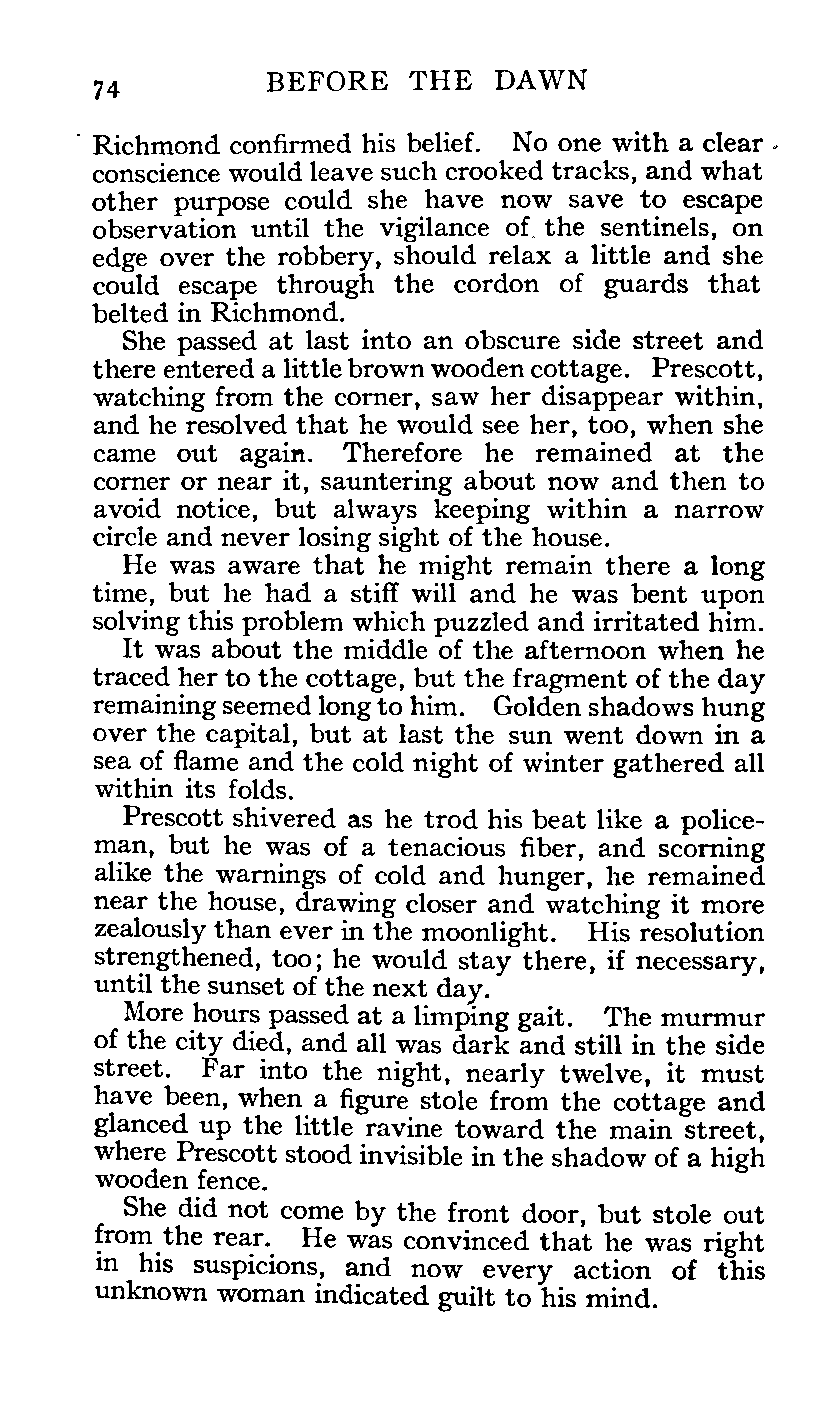 74 BEFORE THE DAWN
Richmond confirmed his belief. No one with a clear
conscience would leave such crooked tracks, and what
other purpose could she have now save to escape
observation until the vigilance of the sentinels, on
edge over the robbery, should relax a little and she
could escape through the cordon of guards that
belted in Richmond.
She passed at last into an obscure side street and
there entered a little brown wooden cottage. Prescott,
watching from the corner, saw her disappear within,
and he resolved that he would see her, too, when she
came out again. Therefore he remained at the
corner or near it, sauntering about now and then to
avoid notice, but always keeping within a narrow
circle and never losing sight of the house.
He was aware that he might remain there a long
time, but he had a stiff will and he was bent upon
solving this problem which puzzled and irritated him.
It was about the middle of the afternoon when he
traced her to the cottage, but the fragment of the day
remaining seemed long to him. Golden shadows hung
over the capital, but at last the sun went down in a
sea of flame and the cold night of winter gathered all
within its folds.
Prescott shivered as he trod his beat like a police-
man, but he was of a tenacious fiber, and scorning
alike the warnings of cold and hunger, he remained
near the house, drawing closer and watching it more
zealously than ever in the moonlight. His resolution
strengthened, too; he would stay there, if necessary,
until the sunset of the next day.
More hours passed at a limping gait. The murmur
of the city died, and all was dark and still in the side
street. Far into the night, nearly twelve, it must
have been, when a figure stole from the cottage and
glanced up the little ravine toward the main street,
where Prescott stood invisible in the shadow of a high
wooden fence.
She did not come by the front door, but stole out
from the rear. He was convinced that he was right
in his suspicions, and now every action of this
unknown woman indicated guilt to his mind.